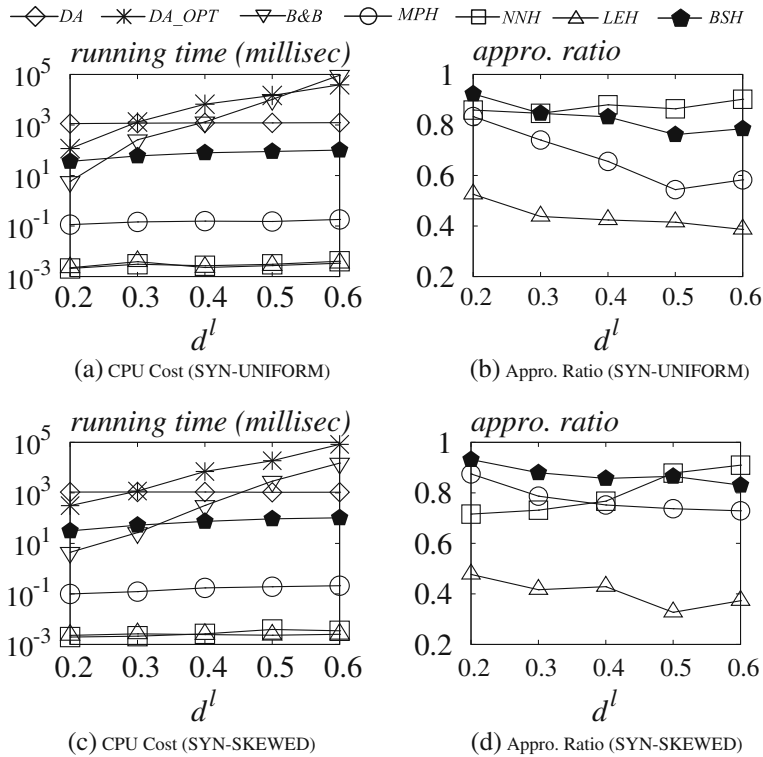 DA DA_OPT B&B MPH NNH LEH BSH
running time (millisec)
10^5
10^3
10^1
10^-1
10^-3
0.2 0.3 0.4 0.5 0.6
d^l
(a) CPU Cost (SYN-UNIFORM)
appro. ratio
1
0.8
0.6
0.4
0.2
0.2 0.3 0.4 0.5 0.6
d^l
(b) Appro. Ratio (SYN-UNIFORM)
running time (millisec)
10^5
10^3
10^1
10^-1
10^-3
0.2 0.3 0.4 0.5 0.6
d^l
(c) CPU Cost (SYN-SKEWED)
appro. ratio
1
0.8
0.6
0.4
0.2
0.2 0.3 0.4 0.5 0.6
d^l
(d) Appro. Ratio (SYN-SKEWED)